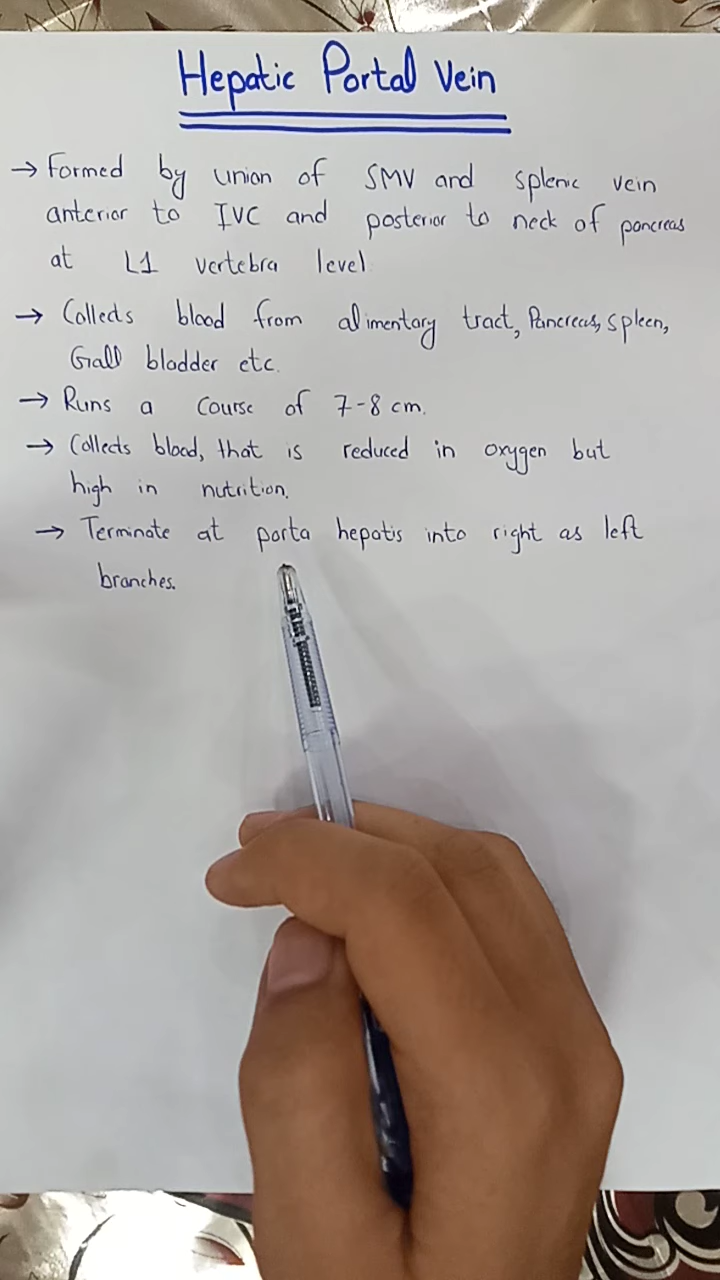 Hepatic Portal Vein
→ Formed by union of SMV and splenic vein
anterior to IVC and posterior to neck of pancreas
at L1 vertebra level
→ Collects blood from alimentary tract, Pancreas, Spleen,
Gall bladder etc.
→ Runs a course of 7-8 cm.
→ Collects blood, that is reduced in oxygen but
high in nutrition.
→ Terminate at porta hepatis into right as left
branches.